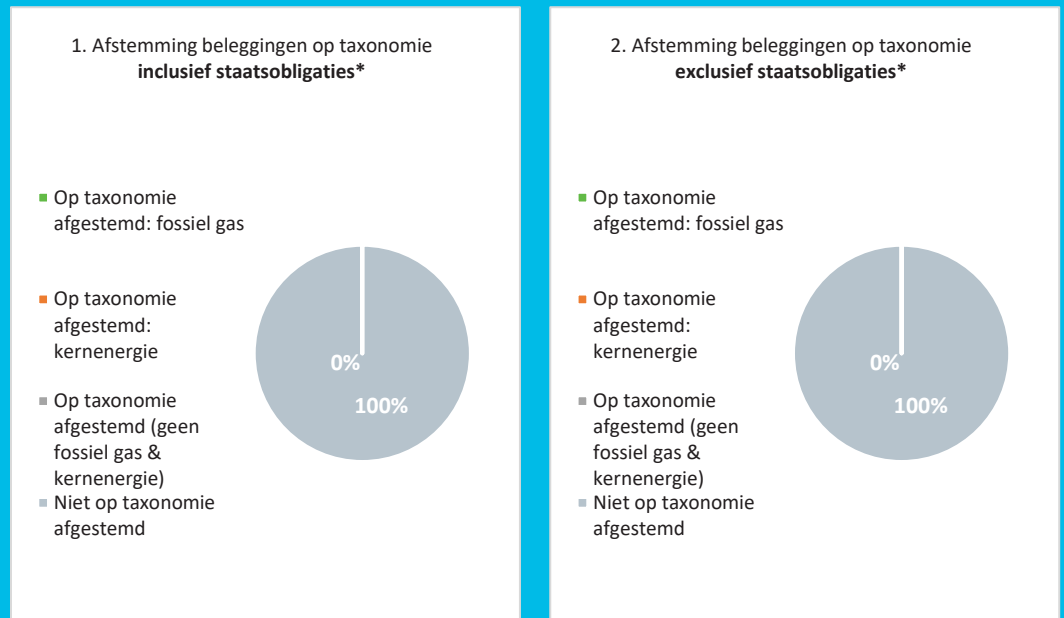 1. Afstemming beleggingen op taxonomie
inclusief staatsobligaties*
Op taxonomie
afgestemd: fossiel gas
Op taxonomie
afgestemd:
kernenergie
Op taxonomie
afgestemd (geen
fossiel gas &
kernenergie)
Niet op taxonomie
afgestemd
0%
100%
2. Afstemming beleggingen op taxonomie
exclusief staatsobligaties*
Op taxonomie
afgestemd: fossiel gas
Op taxonomie
afgestemd:
kernenergie
Op taxonomie
afgestemd (geen
fossiel gas &
kernenergie)
Niet op taxonomie
afgestemd
0%
100%